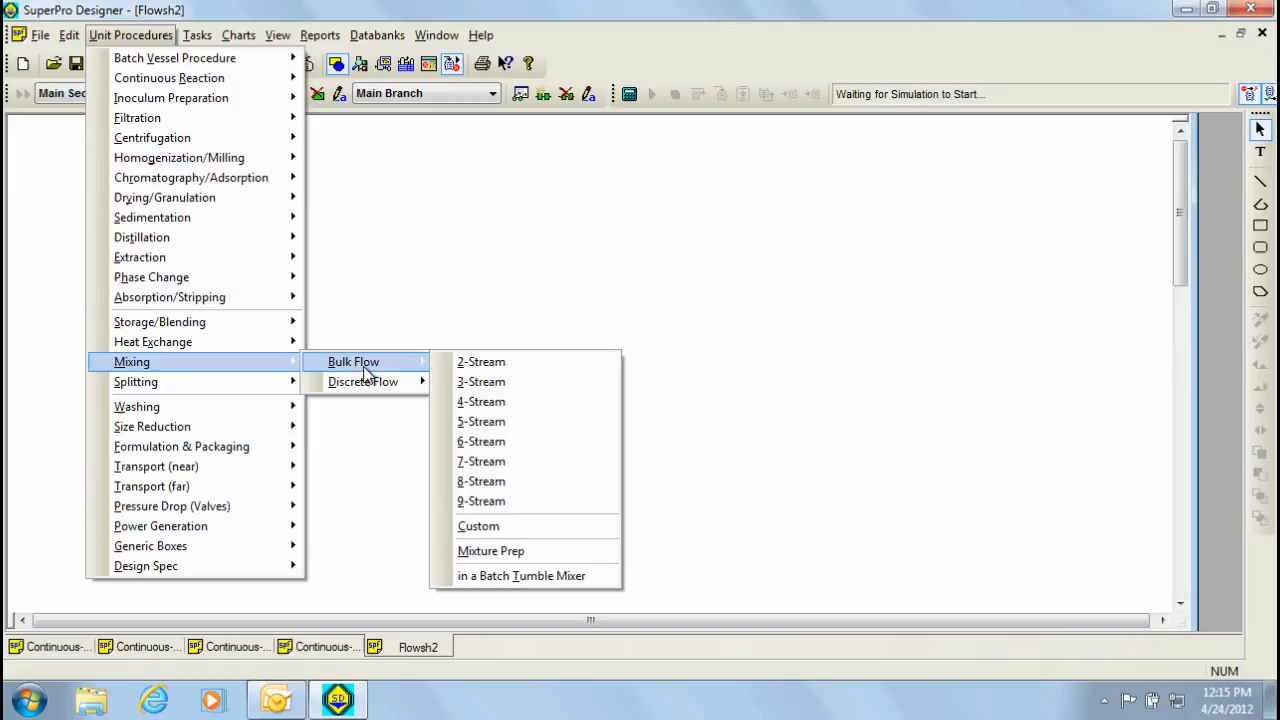 SuperPro Designer - [Flowsh2]
File Edit Unit Procedures Tasks Charts View Reports Databanks Window Help
Main Sec
Main Branch
Waiting for Simulation to Start...
Batch Vessel Procedure
Continuous Reaction
Inoculum Preparation
Filtration
Centrifugation
Homogenization/Milling
Chromatography/Adsorption
Drying/Granulation
Sedimentation
Distillation
Extraction
Phase Change
Absorption/Stripping
Storage/Blending
Heat Exchange
Mixing
Splitting
Washing
Size Reduction
Formulation & Packaging
Transport (near)
Transport (far)
Pressure Drop (Valves)
Power Generation
Generic Boxes
Design Spec
Bulk Flow
Discrete Flow
2-Stream
3-Stream
4-Stream
5-Stream
6-Stream
7-Stream
8-Stream
9-Stream
Custom
Mixture Prep
in a Batch Tumble Mixer
Continuous-... Continuous-... Continuous-... Continuous-... Flowsh2
NUM
12:15 PM
4/24/2012